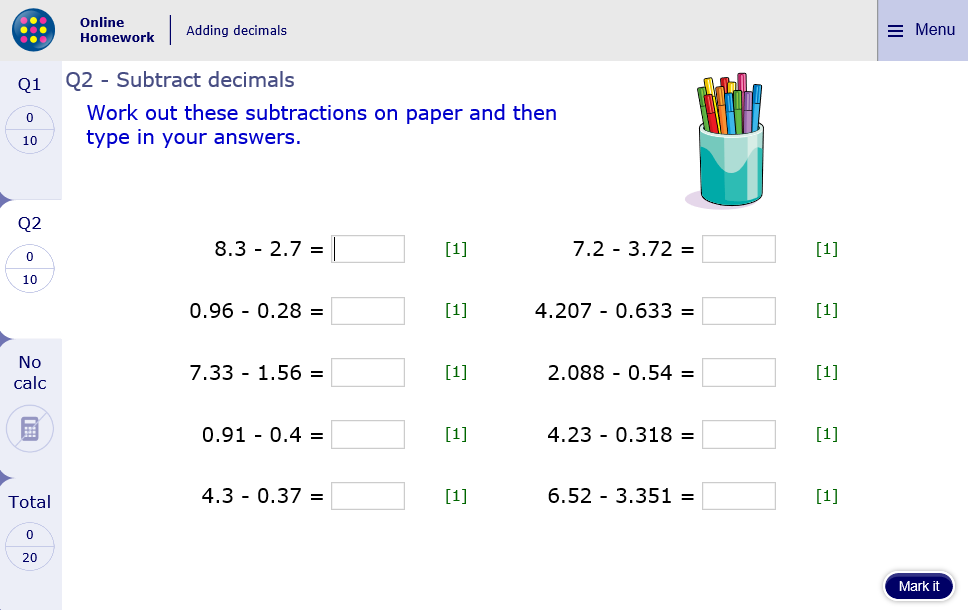 Online
Homework
Adding decimals
Menu
Q1
0
10
Q2 - Subtract decimals
Work out these subtractions on paper and then
type in your answers.
Q2
0
10
8.3 - 2.7 = [1]
7.2 - 3.72 = [1]
0.96 - 0.28 = [1]
4.207 - 0.633 = [1]
7.33 - 1.56 = [1]
2.088 - 0.54 = [1]
0.91 - 0.4 = [1]
4.23 - 0.318 = [1]
4.3 - 0.37 = [1]
6.52 - 3.351 = [1]
No
calc
Total
0
20
Mark it